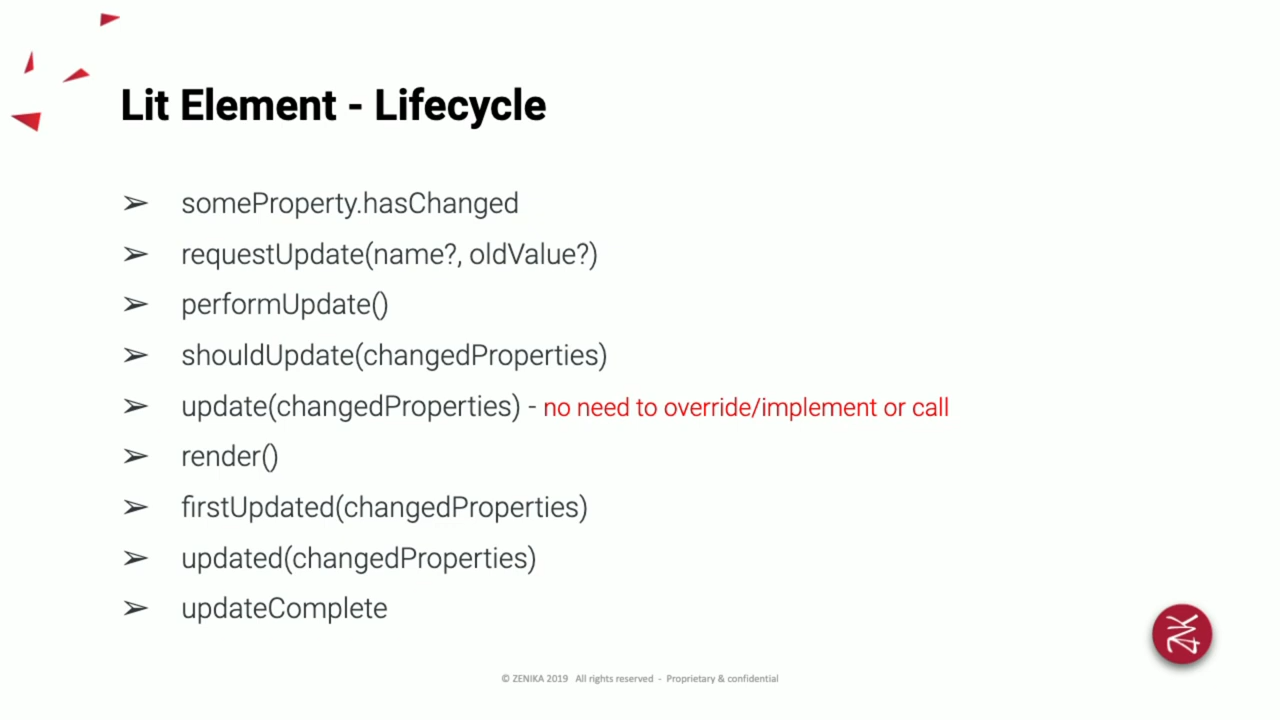 Lit Element - Lifecycle
➢ someProperty.hasChanged
➢ requestUpdate(name?, oldValue?)
➢ performUpdate()
➢ shouldUpdate(changedProperties)
➢ update(changedProperties) - no need to override/implement or call
➢ render()
➢ firstUpdated(changedProperties)
➢ updated(changedProperties)
➢ updateComplete
ZNK
© ZENIKA 2019 All rights reserved - Proprietary & confidential